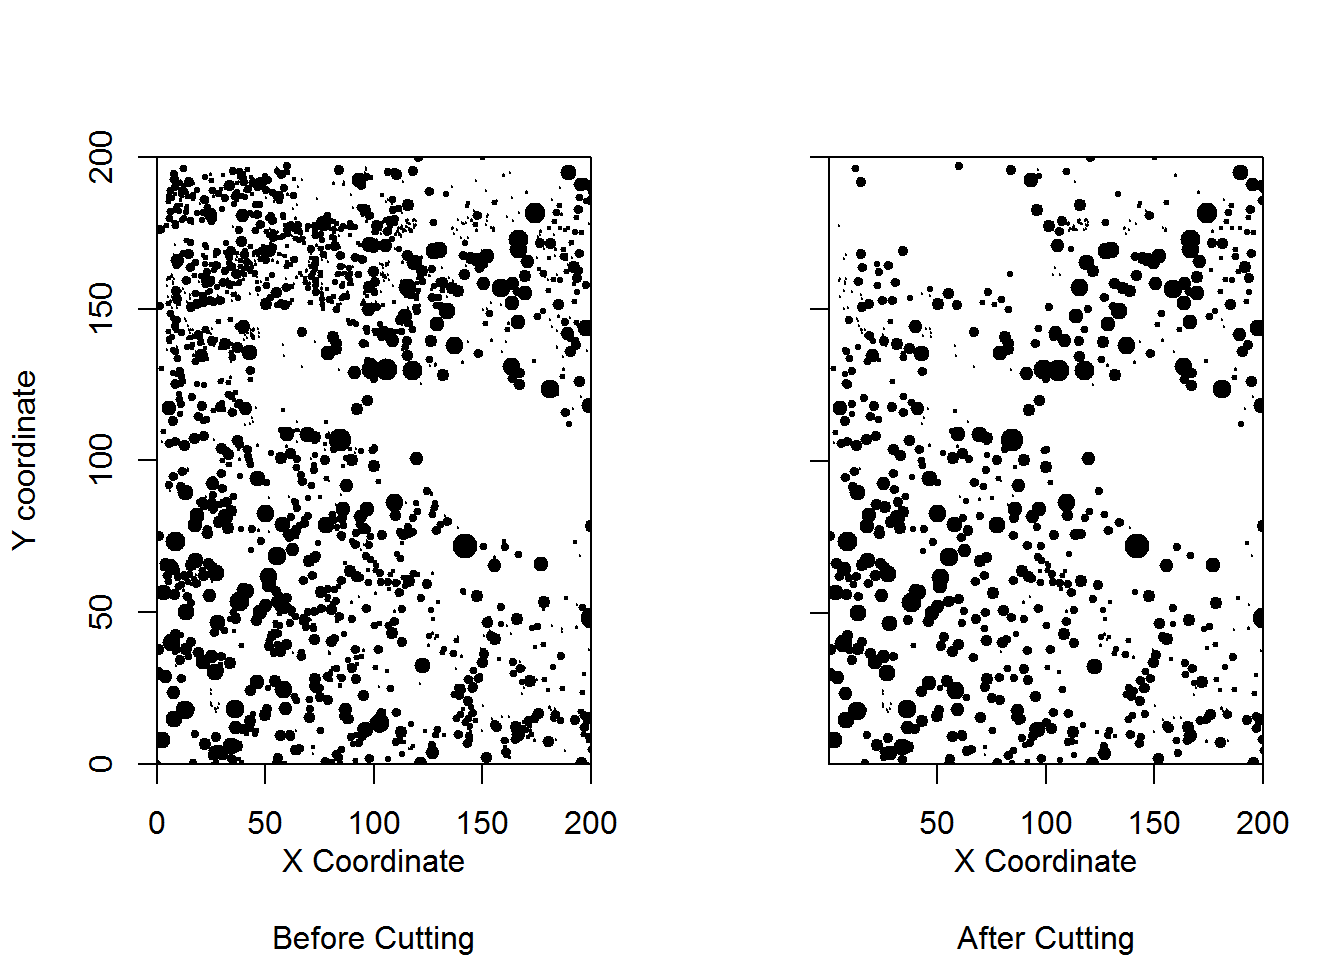 Y coordinate
200
150
100
50
0
0 50 100 150 200
X Coordinate
Before Cutting
50 100 150 200
X Coordinate
After Cutting